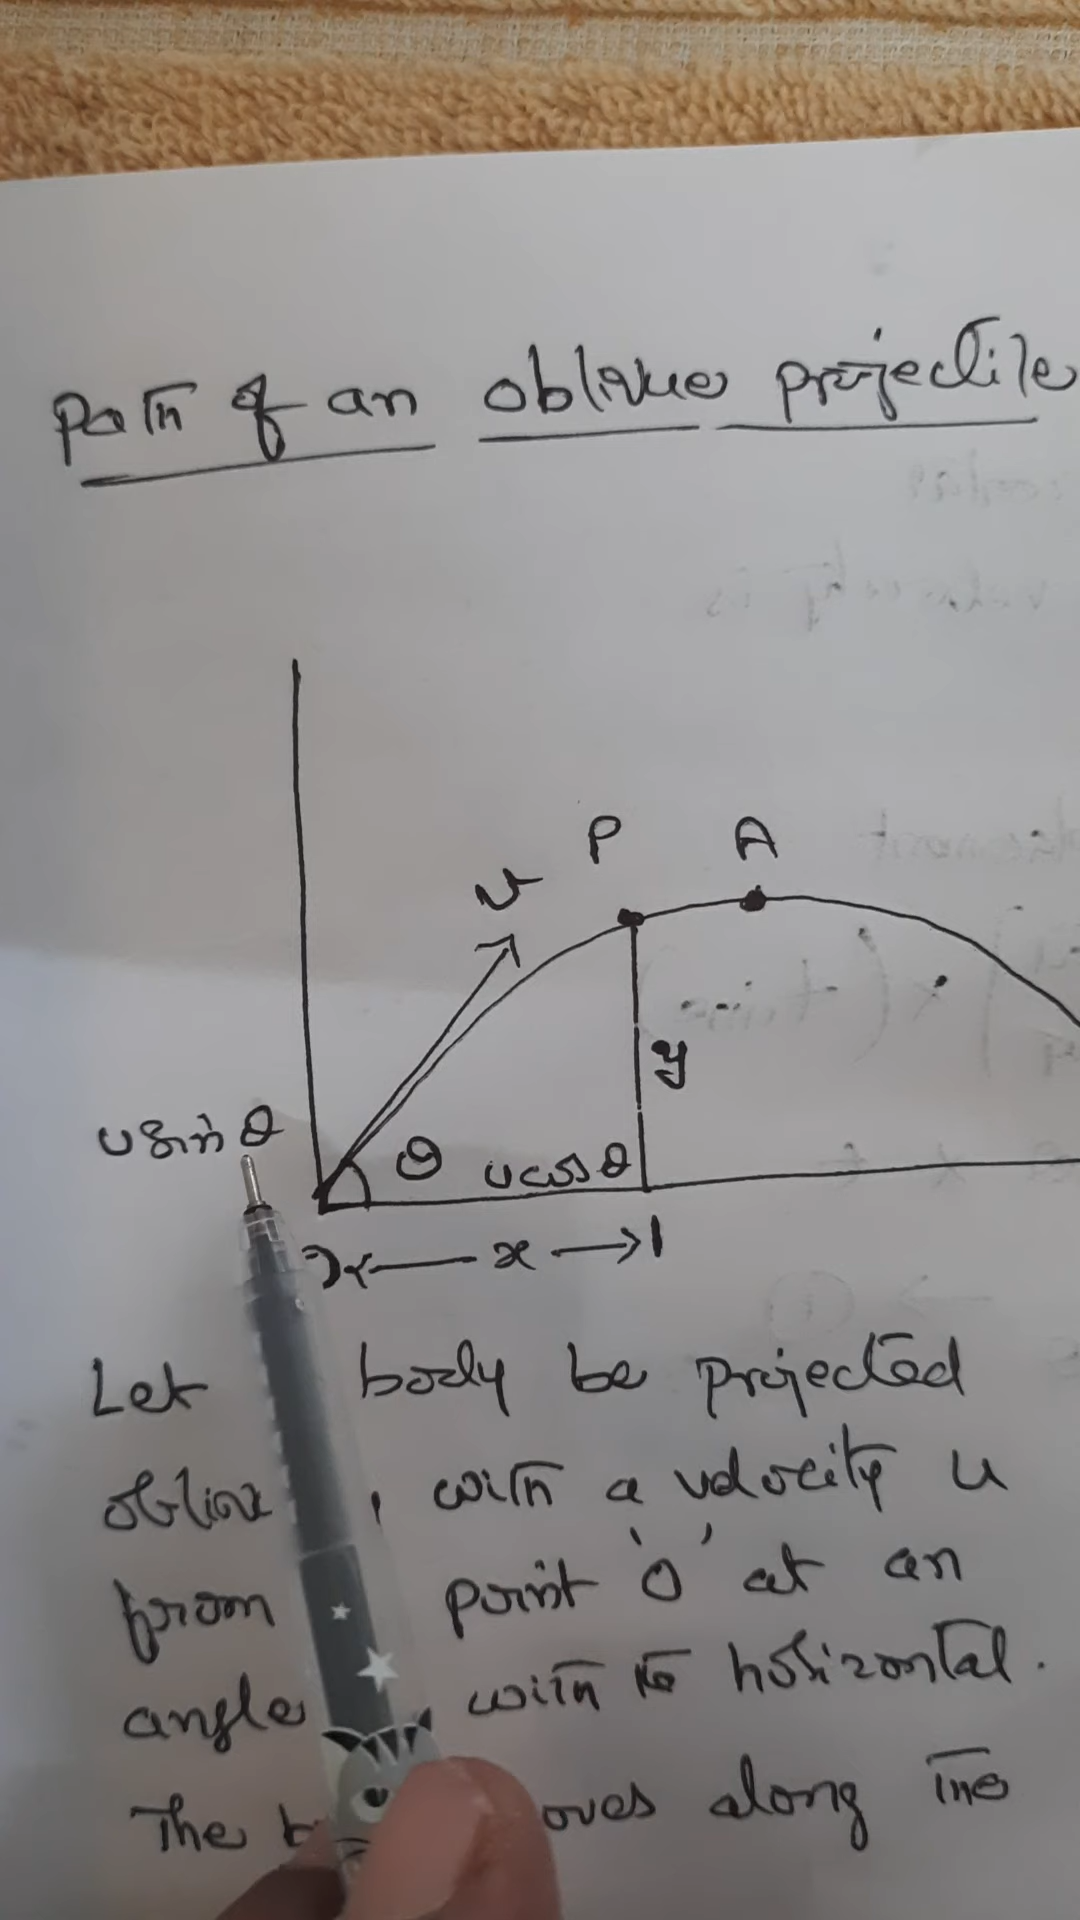 Path of an oblique projectile
P A
u
y
u sin θ
θ u cos θ
x
Let body be projected
with a velocity u
from point 'O' at an
angle with the horizontal.
The along the